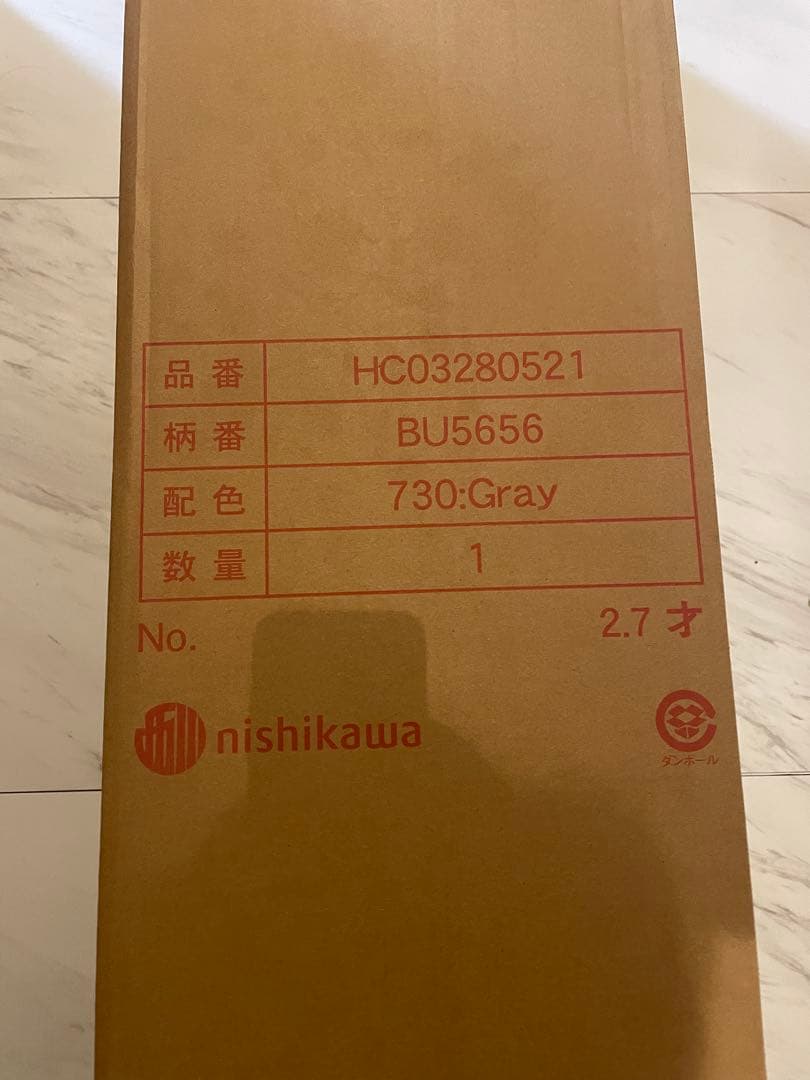 品番 HC03280521
柄番 BU5656
配色 730:Gray
数量 1
No. 2.7 才
nishikawa
ダンボール